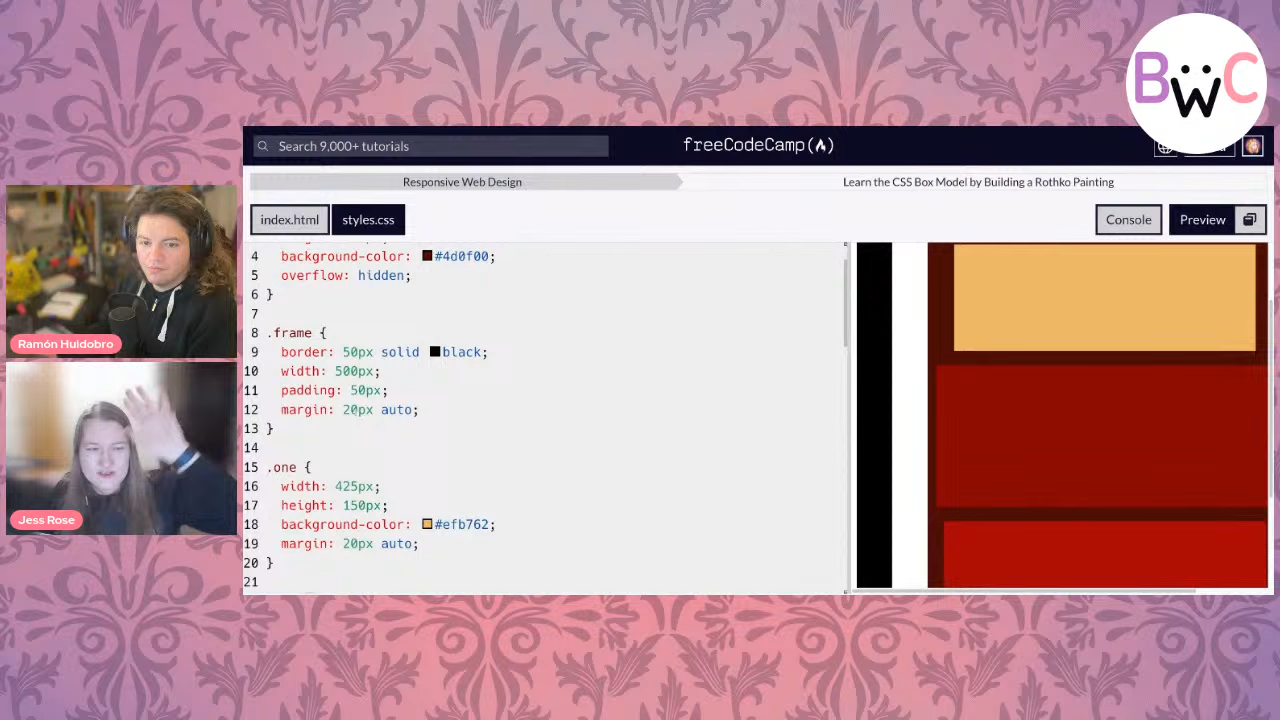 BwC
Search 9,000+ tutorials
freeCodeCamp(🔥)
Responsive Web Design
Learn the CSS Box Model by Building a Rothko Painting
index.html
styles.css
Console
Preview
4 background-color: #4d0f00;
5 overflow: hidden;
6 }
7
8 .frame {
9 border: 50px solid black;
10 width: 500px;
11 padding: 50px;
12 margin: 20px auto;
13 }
14
15 .one {
16 width: 425px;
17 height: 150px;
18 background-color: #efb762;
19 margin: 20px auto;
20 }
21
Ramón Huidobro
Jess Rose